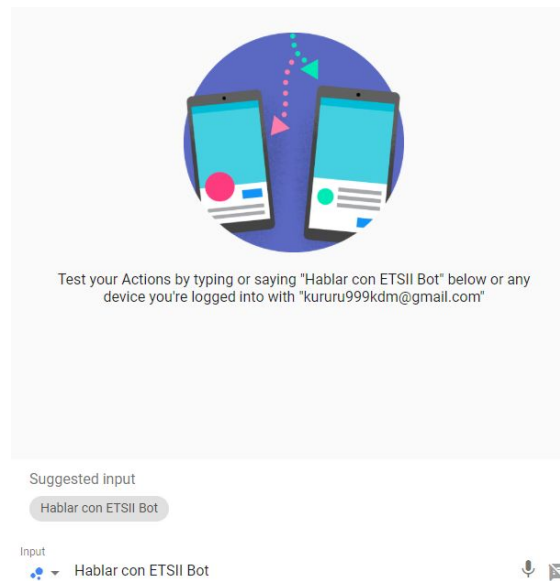 Test your Actions by typing or saying "Hablar con ETSII Bot" below or any
device you're logged into with "kururu999kdm@gmail.com"
Suggested input
Hablar con ETSII Bot
Input
Hablar con ETSII Bot